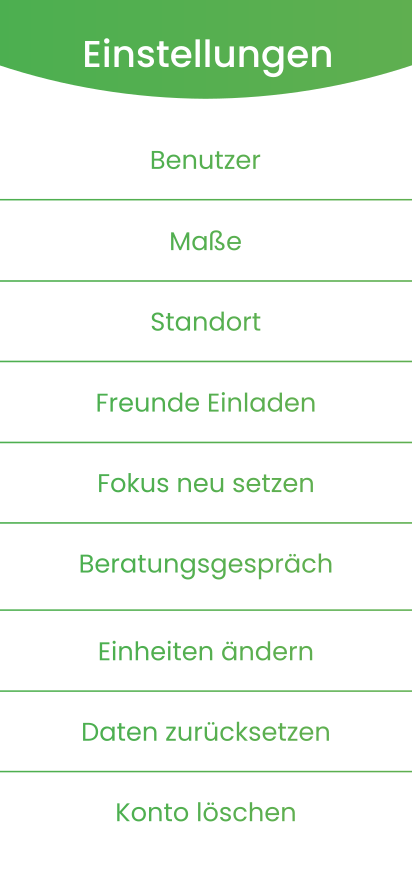 Einstellungen
Benutzer
Maße
Standort
Freunde Einladen
Fokus neu setzen
Beratungsgespräch
Einheiten ändern
Daten zurücksetzen
Konto löschen